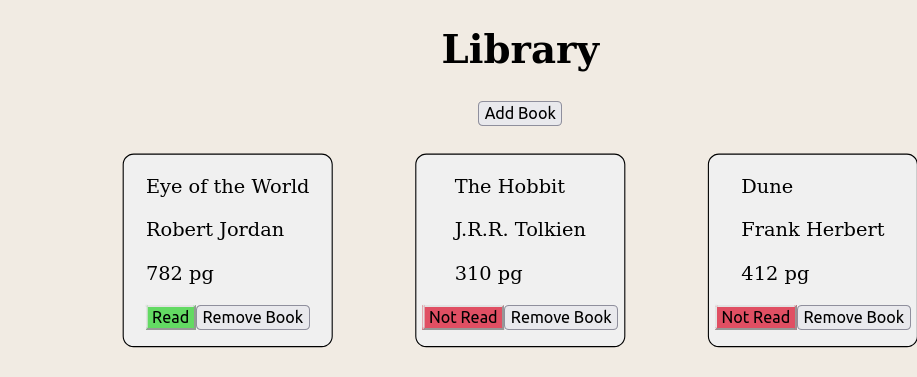 Library
Add Book
Eye of the World
Robert Jordan
782 pg
Read Remove Book
The Hobbit
J.R.R. Tolkien
310 pg
Not Read Remove Book
Dune
Frank Herbert
412 pg
Not Read Remove Book